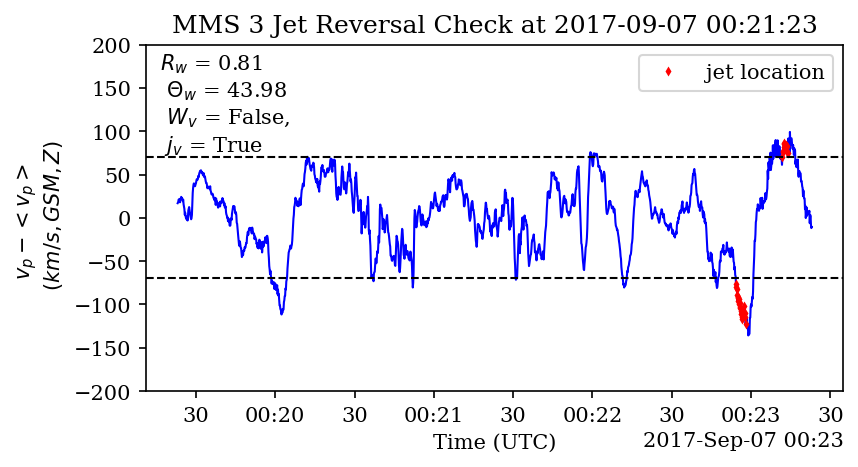 MMS 3 Jet Reversal Check at 2017-09-07 00:21:23
R_w = 0.81
Θ_w = 43.98
W_v = False,
j_v = True
jet location
v_p − <v_p>
(km/s, GSM, Z)
200
150
100
50
0
−50
−100
−150
−200
30 00:20 30 00:21 30 00:22 30 00:23 30
Time (UTC) 2017-Sep-07 00:23